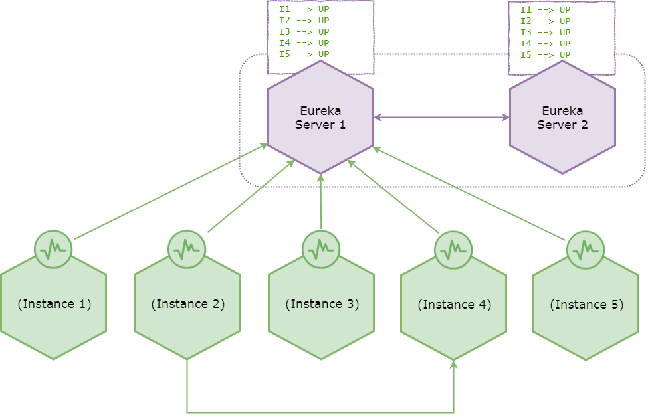 I1 --> UP
I2 --> UP
I3 --> UP
I4 --> UP
I5 --> UP
I1 --> UP
I2 --> UP
I3 --> UP
I4 --> UP
I5 --> UP
Eureka
Server 1
Eureka
Server 2
(Instance 1)
(Instance 2)
(Instance 3)
(Instance 4)
(Instance 5)